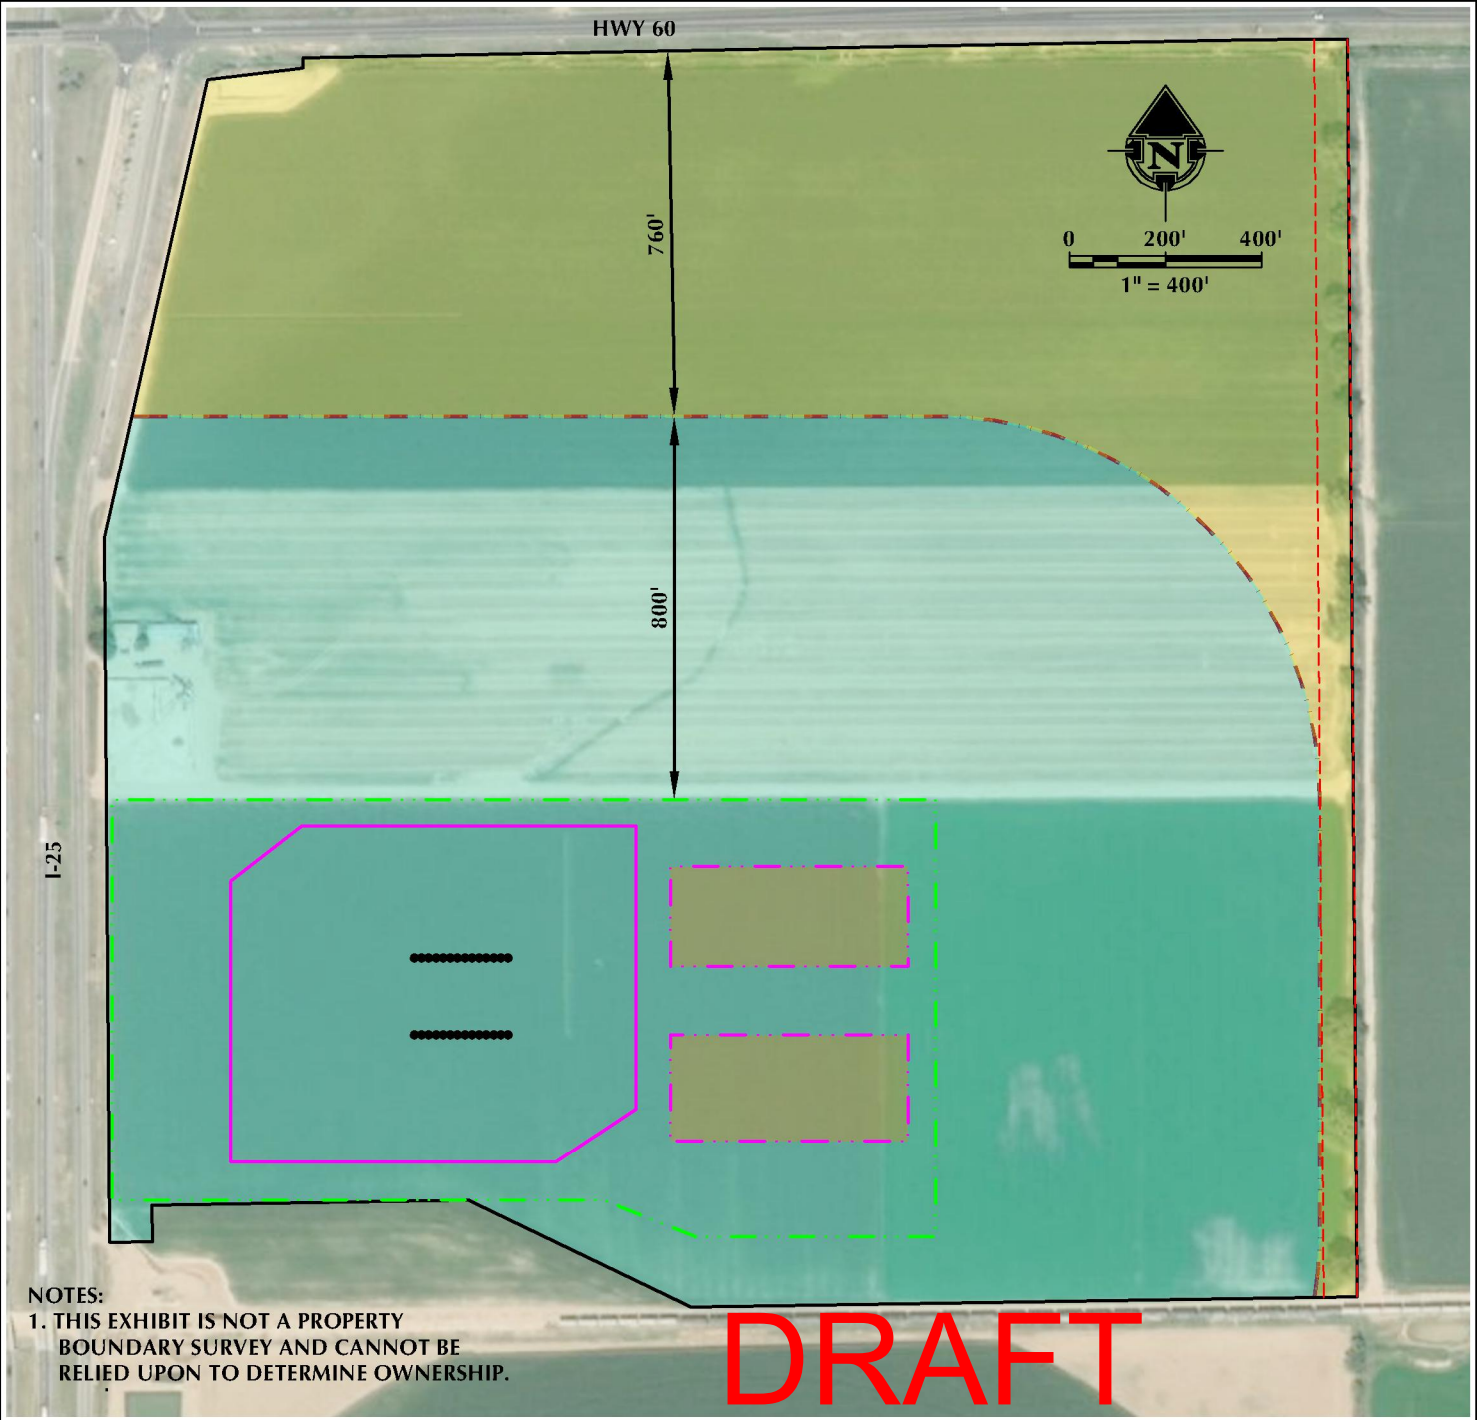 HWY 60
N
760'
0 200' 400'
1" = 400'
800'
I-25
NOTES:
1. THIS EXHIBIT IS NOT A PROPERTY
BOUNDARY SURVEY AND CANNOT BE
RELIED UPON TO DETERMINE OWNERSHIP.
DRAFT